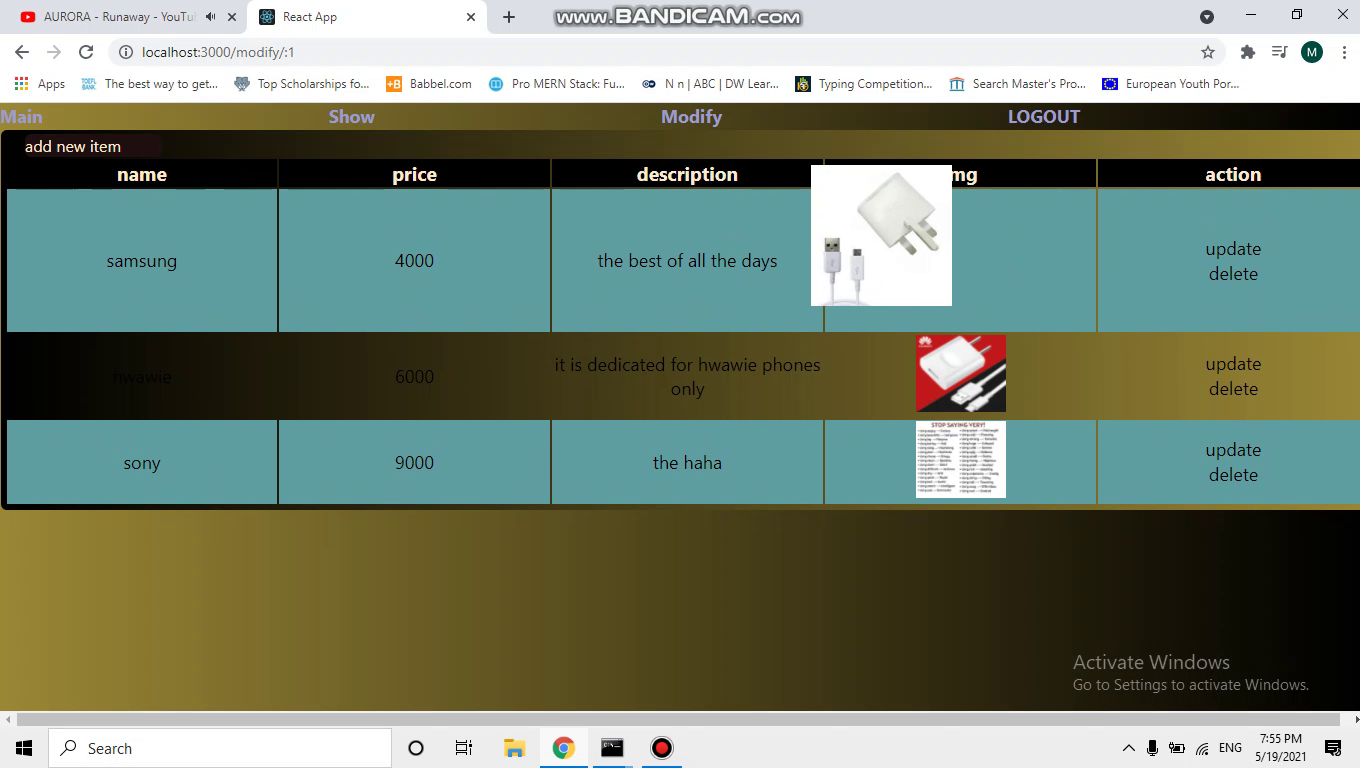 www.BANDICAM.com
AURORA - Runaway - YouTu
React App
localhost:3000/modify/:1
M
Apps
TOEFL BANK
The best way to get...
Top Scholarships fo...
+B
Babbel.com
Pro MERN Stack: Fu...
N n | ABC | DW Lear...
Typing Competition...
Search Master's Pro...
European Youth Por...
Main
Show
Modify
LOGOUT
add new item
name
price
description
mg
action
samsung
4000
the best of all the days
update
delete
hwawie
6000
it is dedicated for hwawie phones
only
update
delete
sony
9000
the haha
STOP SAYING VERY!
update
delete
Activate Windows
Go to Settings to activate Windows.
Search
ENG
7:55 PM
5/19/2021